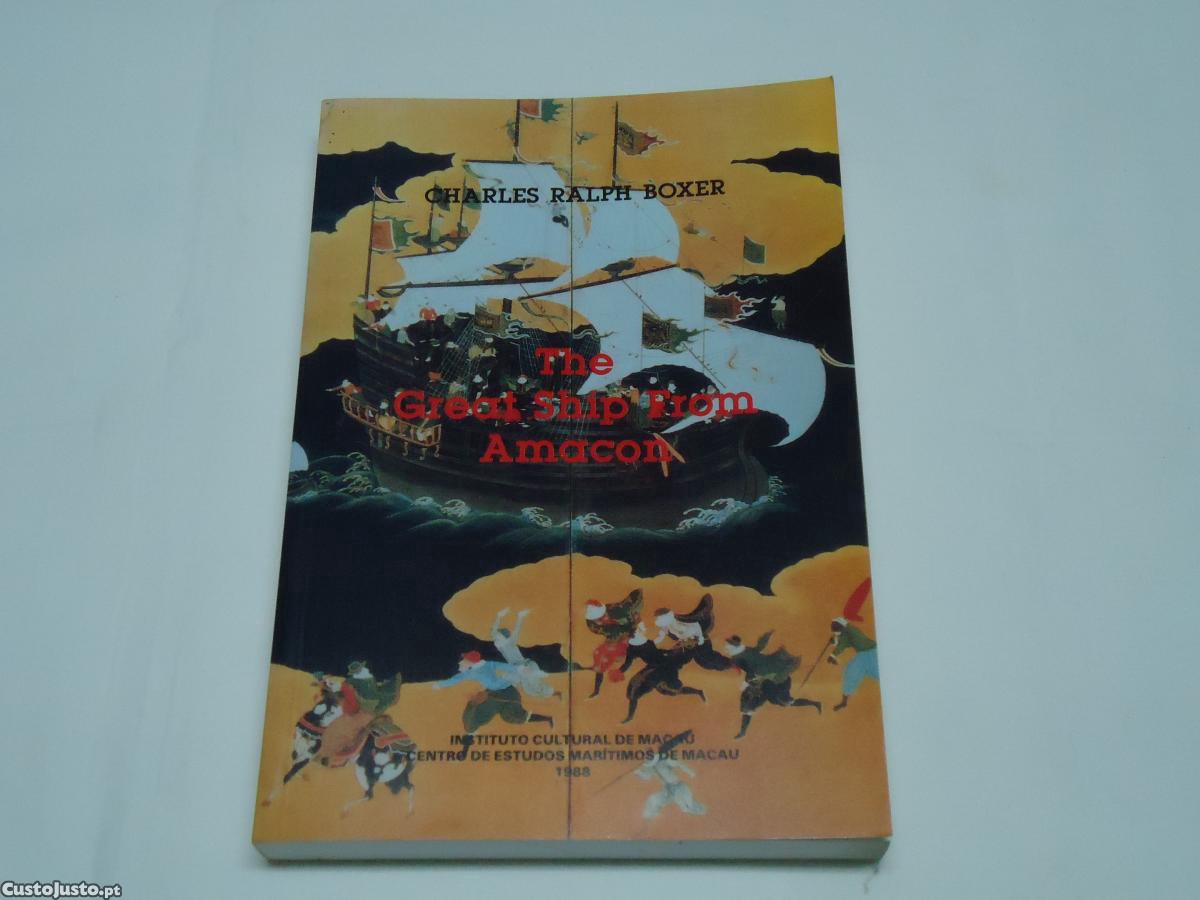 CHARLES RALPH BOXER
The
Great Ship From
Amacon
INSTITUTO CULTURAL DE MACAU
CENTRO DE ESTUDOS MARÍTIMOS DE MACAU
1988
CustoJusto.pt